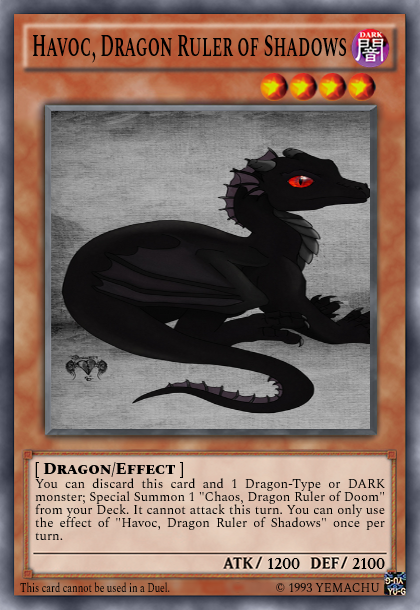 HAVOC, DRAGON RULER OF SHADOWS
DARK
闇
[ DRAGON/EFFECT ]
You can discard this card and 1 Dragon-Type or DARK
monster; Special Summon 1 "Chaos, Dragon Ruler of Doom"
from your Deck. It cannot attack this turn. You can only use
the effect of "Havoc, Dragon Ruler of Shadows" once per
turn.
ATK/ 1200 DEF/ 2100
This card cannot be used in a Duel.
© 1993 YEMACHU
YU-G